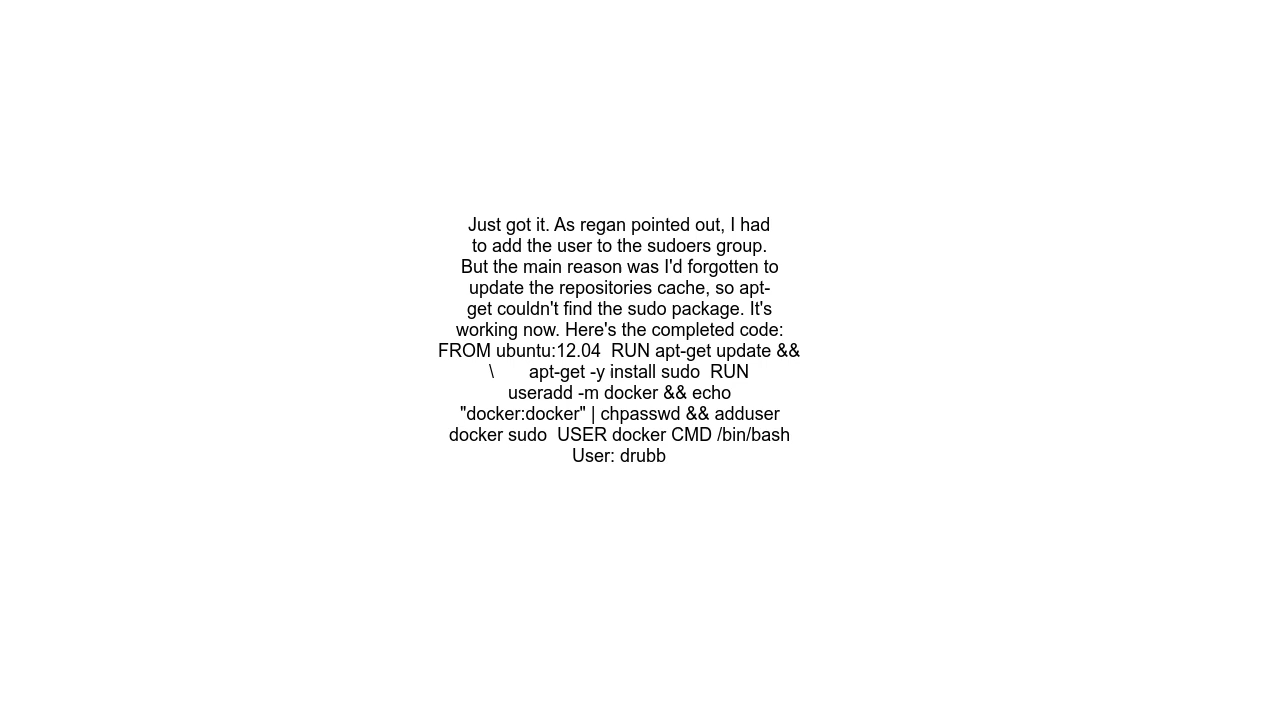 Just got it. As regan pointed out, I had
to add the user to the sudoers group.
But the main reason was I'd forgotten to
update the repositories cache, so apt-
get couldn't find the sudo package. It's
working now. Here's the completed code:
FROM ubuntu:12.04  RUN apt-get update &&
\       apt-get -y install sudo  RUN
useradd -m docker && echo
"docker:docker" | chpasswd && adduser
docker sudo  USER docker CMD /bin/bash
User: drubb